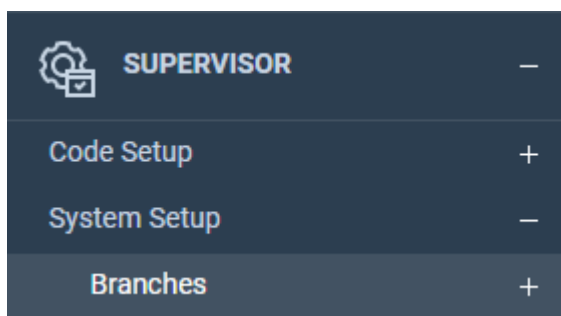 SUPERVISOR −
Code Setup +
System Setup −
Branches +